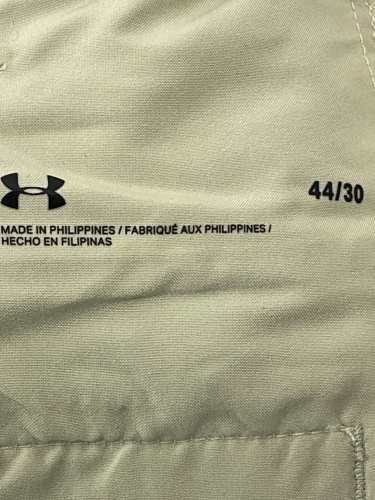 44/30
MADE IN PHILIPPINES / FABRIQUÉ AUX PHILIPPINES /
HECHO EN FILIPINAS